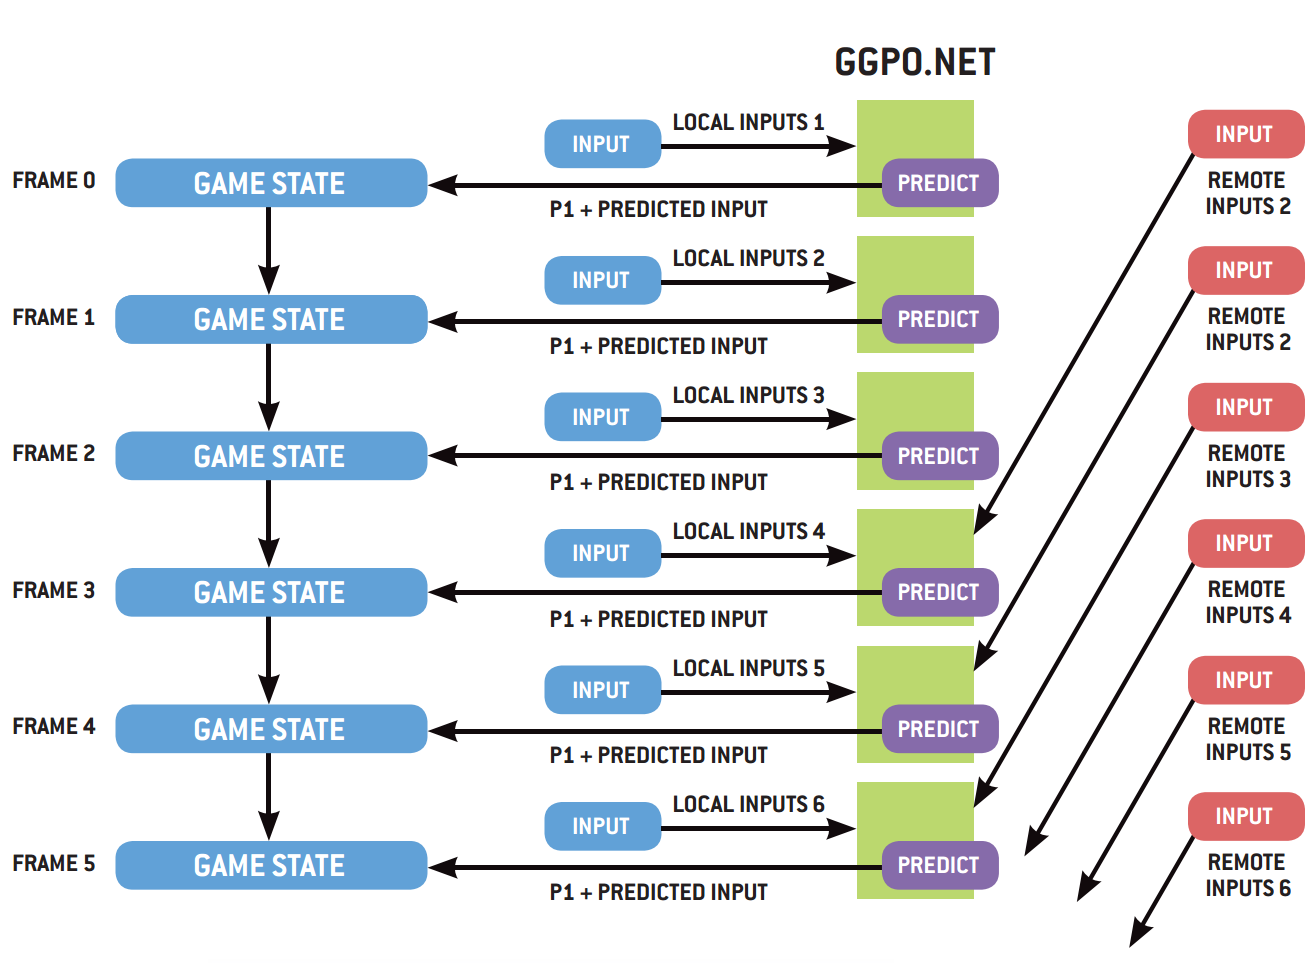 GGPO.NET
INPUT
LOCAL INPUTS 1
INPUT
FRAME 0
GAME STATE
PREDICT
REMOTE
INPUTS 2
P1 + PREDICTED INPUT
INPUT
LOCAL INPUTS 2
INPUT
FRAME 1
GAME STATE
PREDICT
REMOTE
INPUTS 2
P1 + PREDICTED INPUT
INPUT
LOCAL INPUTS 3
INPUT
FRAME 2
GAME STATE
PREDICT
REMOTE
INPUTS 3
P1 + PREDICTED INPUT
INPUT
LOCAL INPUTS 4
INPUT
FRAME 3
GAME STATE
PREDICT
REMOTE
INPUTS 4
P1 + PREDICTED INPUT
INPUT
LOCAL INPUTS 5
INPUT
FRAME 4
GAME STATE
PREDICT
REMOTE
INPUTS 5
P1 + PREDICTED INPUT
INPUT
LOCAL INPUTS 6
INPUT
FRAME 5
GAME STATE
PREDICT
REMOTE
INPUTS 6
P1 + PREDICTED INPUT